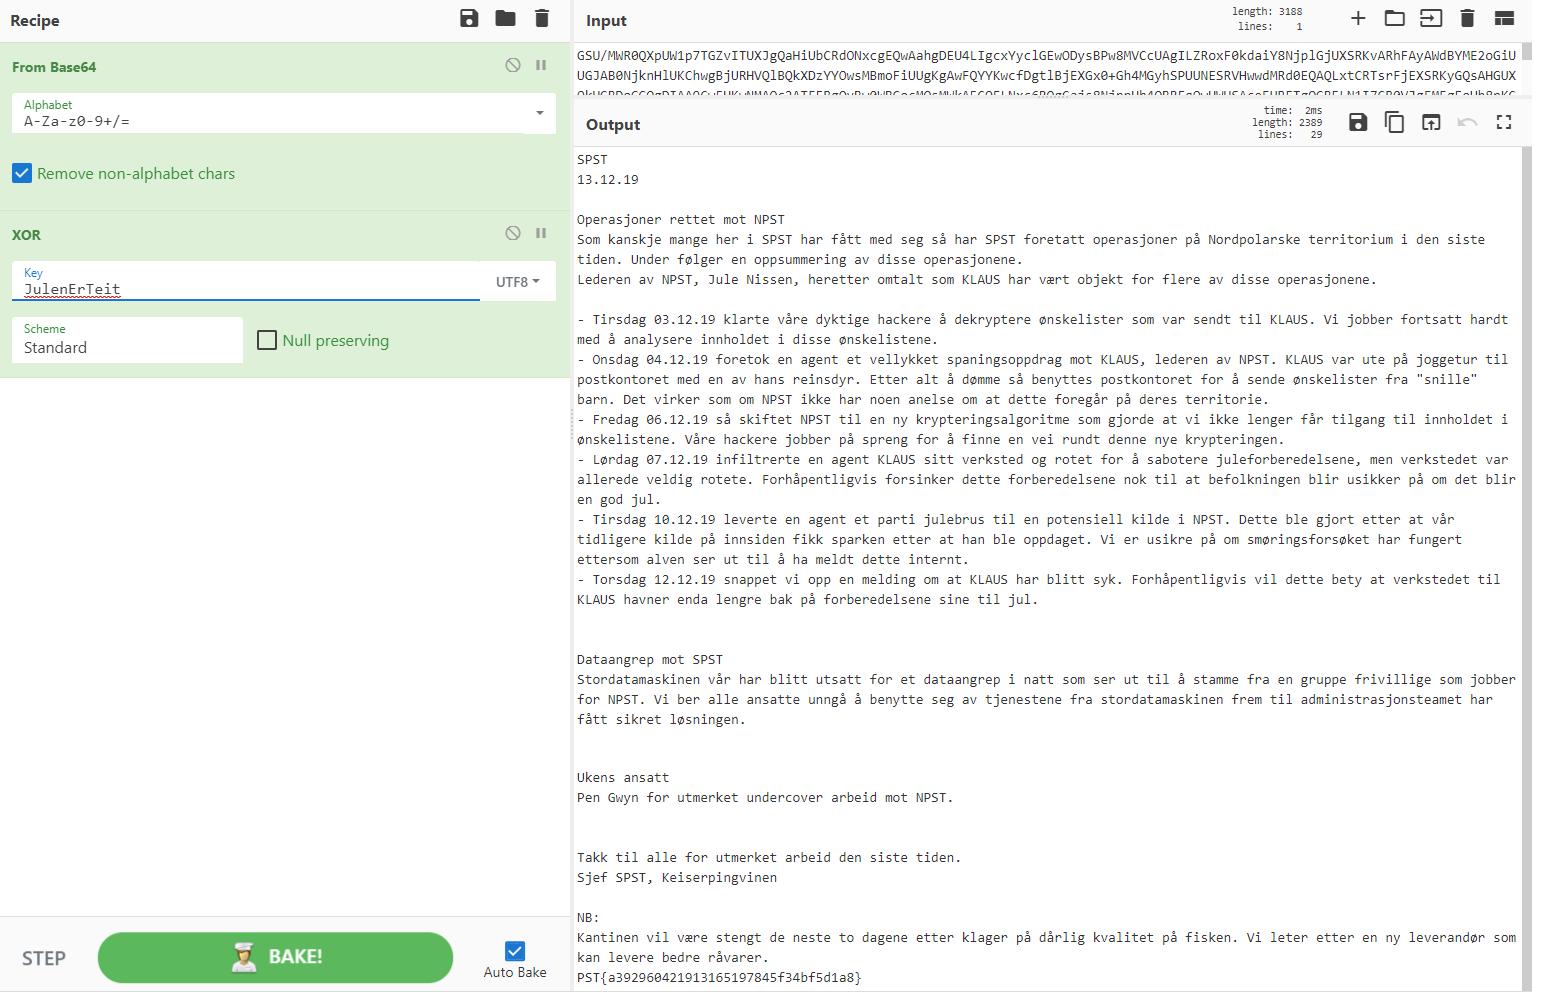 Recipe
From Base64
Alphabet
A-Za-z0-9+/=
Remove non-alphabet chars
XOR
Key
JulenErTeit
UTF8
Scheme
Standard
Null preserving
STEP
BAKE!
Auto Bake
Input
length: 3188
lines: 1
GSU/MWR0QXpUW1p7TGZvITUXJgQaHiUbCRdONxcgEQwAahgDEU4LIgcxYyclGEwODysBPw8MVCcUAgILZRoxF0kdaiY8NjplGjUXSRKvARhFAyAWdBYME2oGiU
UGJAB0NjknHlUKChwgBjURHVQlBQkXDzYYOwsMBmoFiUUgKgAwFQYYKwcfDgtlBjEXGx0+Gh4MGyhSPUUNESRVHwwdMRd0EQAQLxtCRTsrFjEXSRKyGQsAHGUX
Output
time: 2ms
length: 2389
lines: 29
SPST
13.12.19
Operasjoner rettet mot NPST
Som kanskje mange her i SPST har fått med seg så har SPST foretatt operasjoner på Nordpolarske territorium i den siste
tiden. Under følger en oppsummering av disse operasjonene.
Lederen av NPST, Jule Nissen, heretter omtalt som KLAUS har vært objekt for flere av disse operasjonene.
- Tirsdag 03.12.19 klarte våre dyktige hackere å dekryptere ønskelister som var sendt til KLAUS. Vi jobber fortsatt hardt
med å analysere innholdet i disse ønskelistene.
- Onsdag 04.12.19 foretok en agent et vellykket spaningsoppdrag mot KLAUS, lederen av NPST. KLAUS var ute på joggetur til
postkontoret med en av hans reinsdyr. Etter alt å dømme så benyttes postkontoret for å sende ønskelister fra "snille"
barn. Det virker som om NPST ikke har noen anelse om at dette foregår på deres territorie.
- Fredag 06.12.19 så skiftet NPST til en ny krypteringsalgoritme som gjorde at vi ikke lenger får tilgang til innholdet i
ønskelistene. Våre hackere jobber på spreng for å finne en vei rundt denne nye krypteringen.
- Lørdag 07.12.19 infiltrerte en agent KLAUS sitt verksted og rotet for å sabotere juleforberedelsene, men verkstedet var
allerede veldig rotete. Forhåpentligvis forsinker dette forberedelsene nok til at befolkningen blir usikker på om det blir
en god jul.
- Tirsdag 10.12.19 leverte en agent et parti julebrus til en potensiell kilde i NPST. Dette ble gjort etter at vår
tidligere kilde på innsiden fikk sparken etter at han ble oppdaget. Vi er usikre på om smøringsforsøket har fungert
ettersom alven ser ut til å ha meldt dette internt.
- Torsdag 12.12.19 snappet vi opp en melding om at KLAUS har blitt syk. Forhåpentligvis vil dette bety at verkstedet til
KLAUS havner enda lengre bak på forberedelsene sine til jul.
Dataangrep mot SPST
Stordatamaskinen vår har blitt utsatt for et dataangrep i natt som ser ut til å stamme fra en gruppe frivillige som jobber
for NPST. Vi ber alle ansatte unngå å benytte seg av tjenestene fra stordatamaskinen frem til administrasjonsteamet har
fått sikret løsningen.
Ukens ansatt
Pen Gwyn for utmerket undercover arbeid mot NPST.
Takk til alle for utmerket arbeid den siste tiden.
Sjef SPST, Keiserpingvinen
NB:
Kantinen vil være stengt de neste to dagene etter klager på dårlig kvalitet på fisken. Vi leter etter en ny leverandør som
kan levere bedre råvarer.
PST{a392960421913165197845f34bf5d1a8}